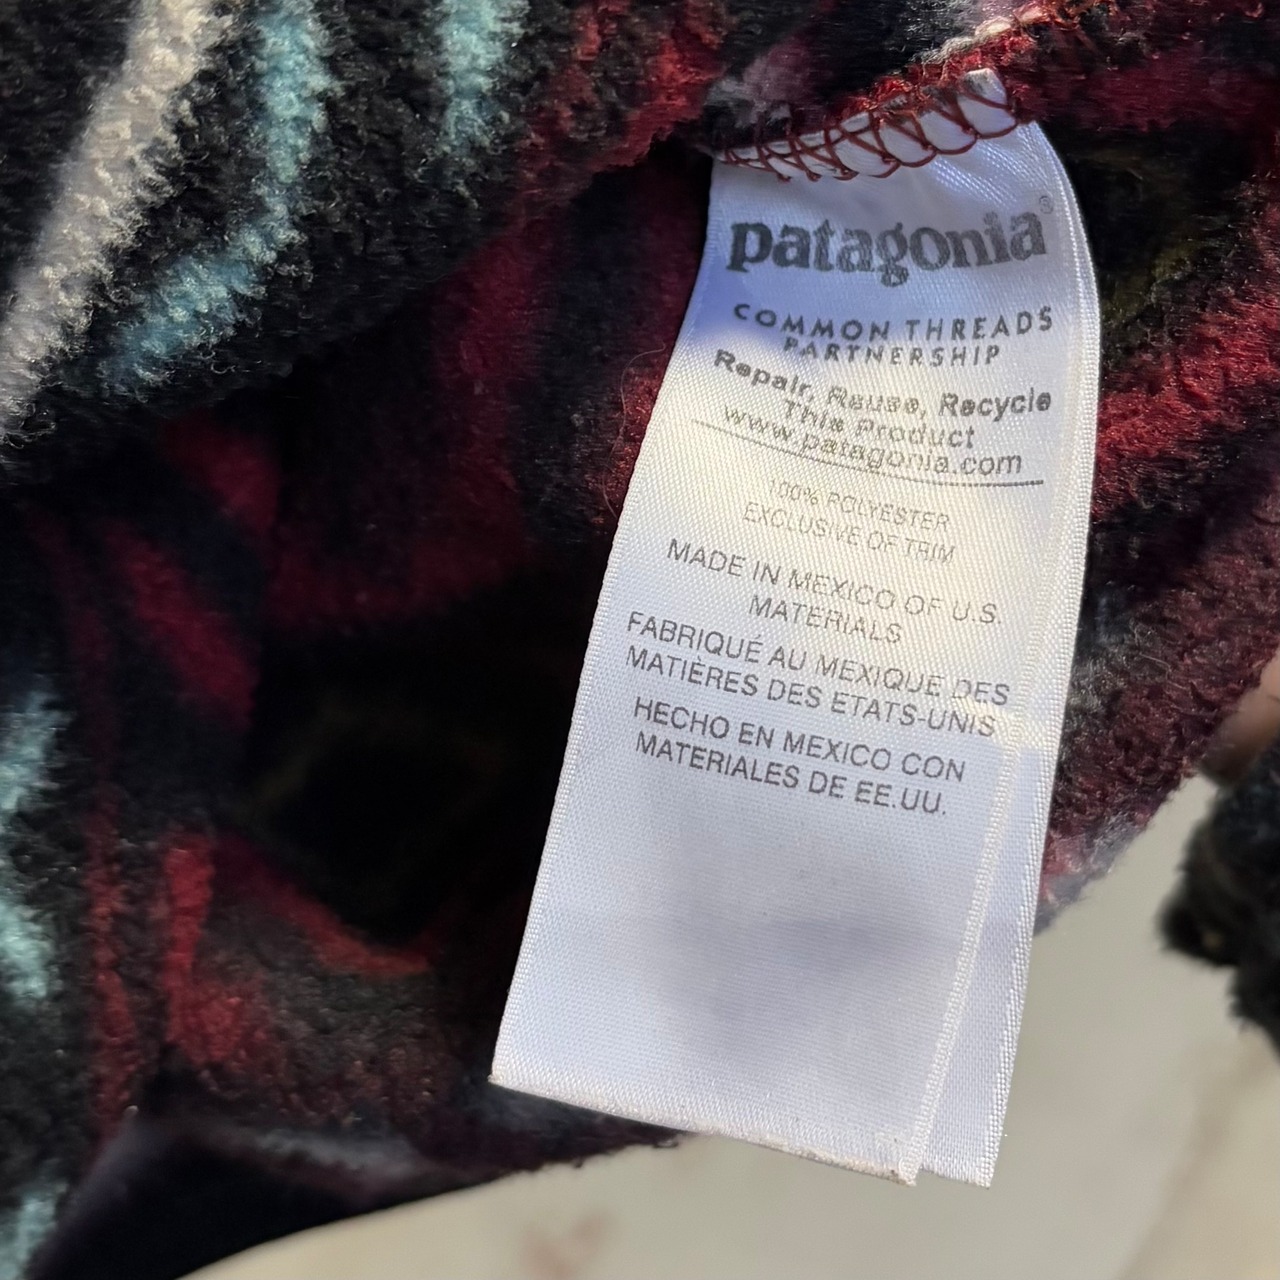 patagonia®
COMMON THREADS
PARTNERSHIP
Repair, Reuse, Recycle
This Product
www.patagonia.com
100% POLYESTER
EXCLUSIVE OF TRIM
MADE IN MEXICO OF U.S.
MATERIALS
FABRIQUÉ AU MEXIQUE DES
MATIÈRES DES ETATS-UNIS
HECHO EN MEXICO CON
MATERIALES DE EE.UU.